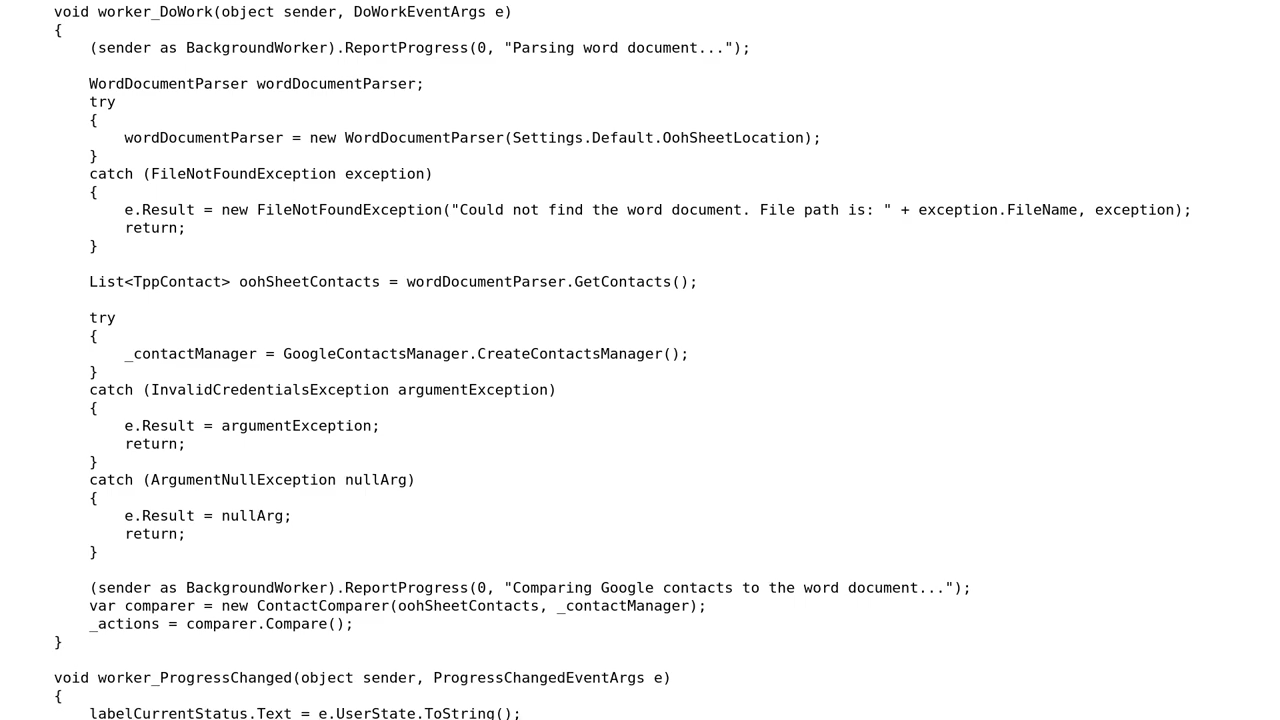 void worker_DoWork(object sender, DoWorkEventArgs e)
{
    (sender as BackgroundWorker).ReportProgress(0, "Parsing word document...");

    WordDocumentParser wordDocumentParser;
    try
    {
        wordDocumentParser = new WordDocumentParser(Settings.Default.OohSheetLocation);
    }
    catch (FileNotFoundException exception)
    {
        e.Result = new FileNotFoundException("Could not find the word document. File path is: " + exception.FileName, exception);
        return;
    }

    List<TppContact> oohSheetContacts = wordDocumentParser.GetContacts();

    try
    {
        _contactManager = GoogleContactsManager.CreateContactsManager();
    }
    catch (InvalidCredentialsException argumentException)
    {
        e.Result = argumentException;
        return;
    }
    catch (ArgumentNullException nullArg)
    {
        e.Result = nullArg;
        return;
    }

    (sender as BackgroundWorker).ReportProgress(0, "Comparing Google contacts to the word document...");
    var comparer = new ContactComparer(oohSheetContacts, _contactManager);
    _actions = comparer.Compare();
}

void worker_ProgressChanged(object sender, ProgressChangedEventArgs e)
{
    labelCurrentStatus.Text = e.UserState.ToString();